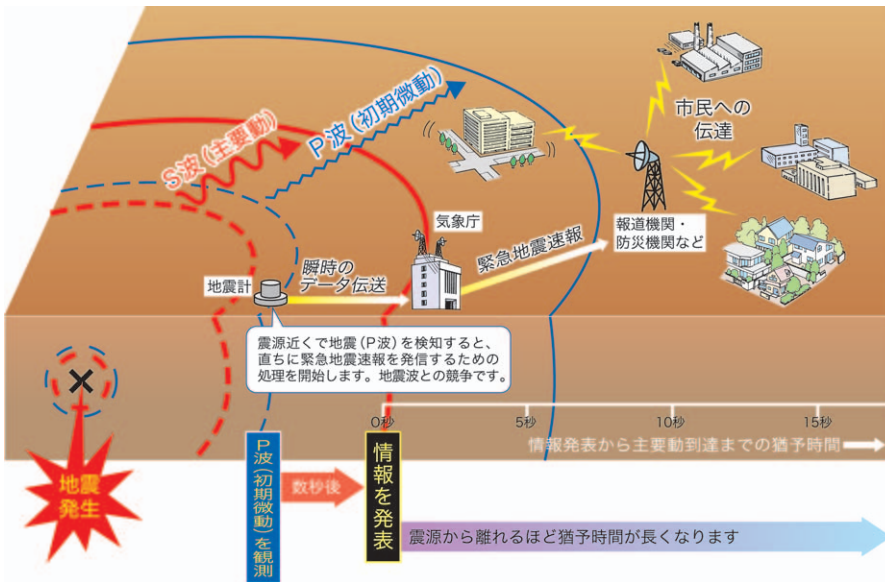 P波(初期微動)
S波(主要動)
市民への
伝達
気象庁
緊急地震速報
報道機関・
防災機関など
地震計
瞬時の
データ伝送
震源近くで地震(P波)を検知すると、
直ちに緊急地震速報を発信するための
処理を開始します。地震波との競争です。
0秒
5秒
10秒
15秒
情報発表から主要動到達までの猶予時間
地震
発生
P波(初期微動)を観測
数秒後
情報を発表
震源から離れるほど猶予時間が長くなります